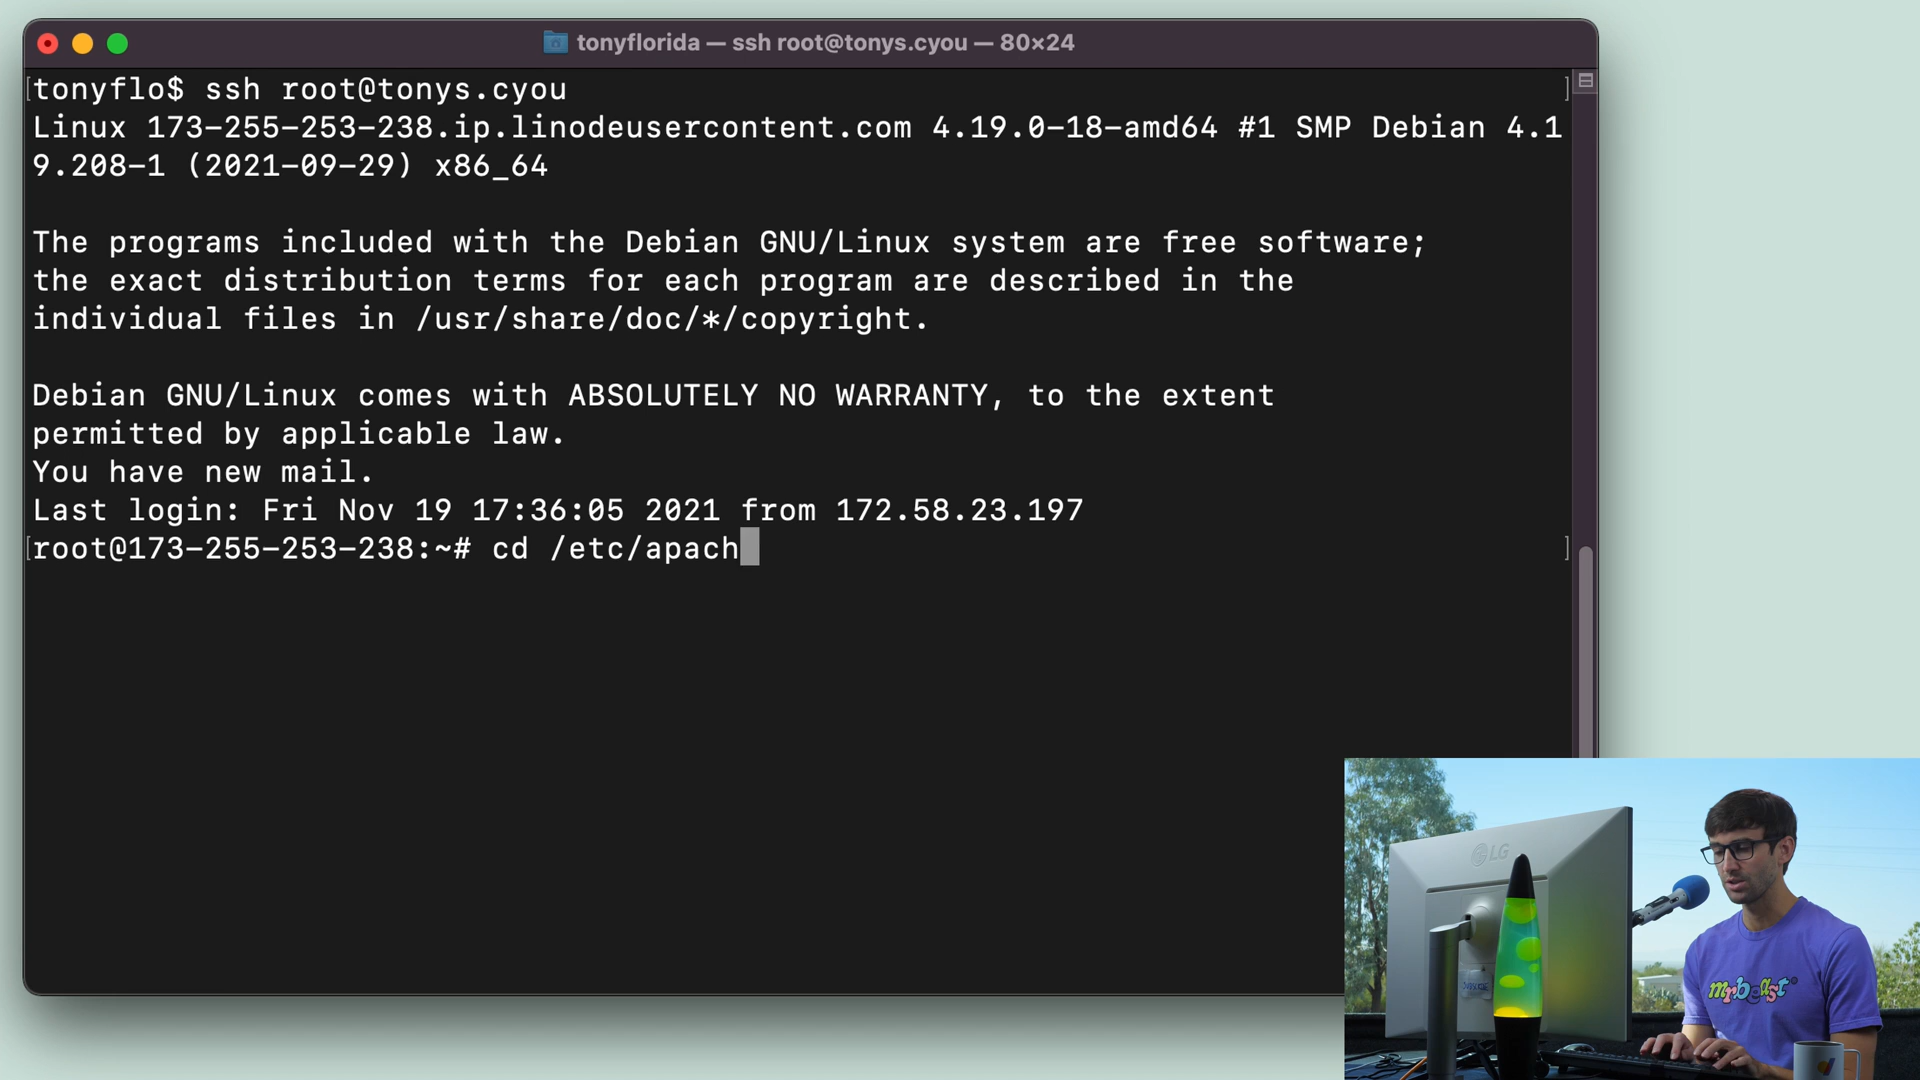 tonyflorida — ssh root@tonys.cyou — 80×24
[tonyflo$ ssh root@tonys.cyou ]
Linux 173-255-253-238.ip.linodeusercontent.com 4.19.0-18-amd64 #1 SMP Debian 4.1
9.208-1 (2021-09-29) x86_64
The programs included with the Debian GNU/Linux system are free software;
the exact distribution terms for each program are described in the
individual files in /usr/share/doc/*/copyright.
Debian GNU/Linux comes with ABSOLUTELY NO WARRANTY, to the extent
permitted by applicable law.
You have new mail.
Last login: Fri Nov 19 17:36:05 2021 from 172.58.23.197
[root@173-255-253-238:~# cd /etc/apach ]
LG
mrbeast